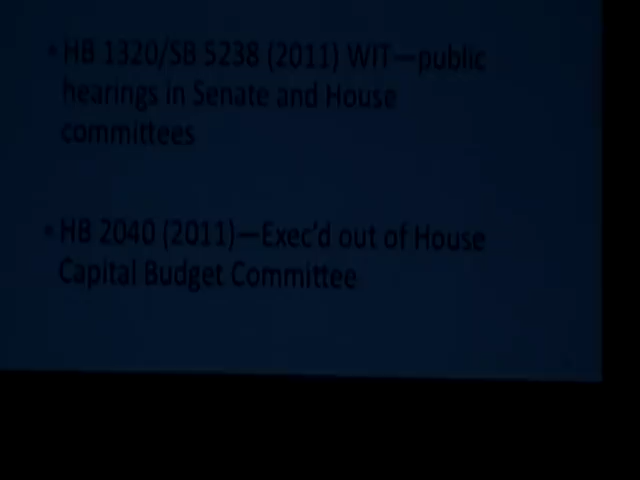 • HB 1320/SB 5238 (2011) WIT—public
hearings in Senate and House
committees
• HB 2040 (2011)—Exec'd out of House
Capital Budget Committee